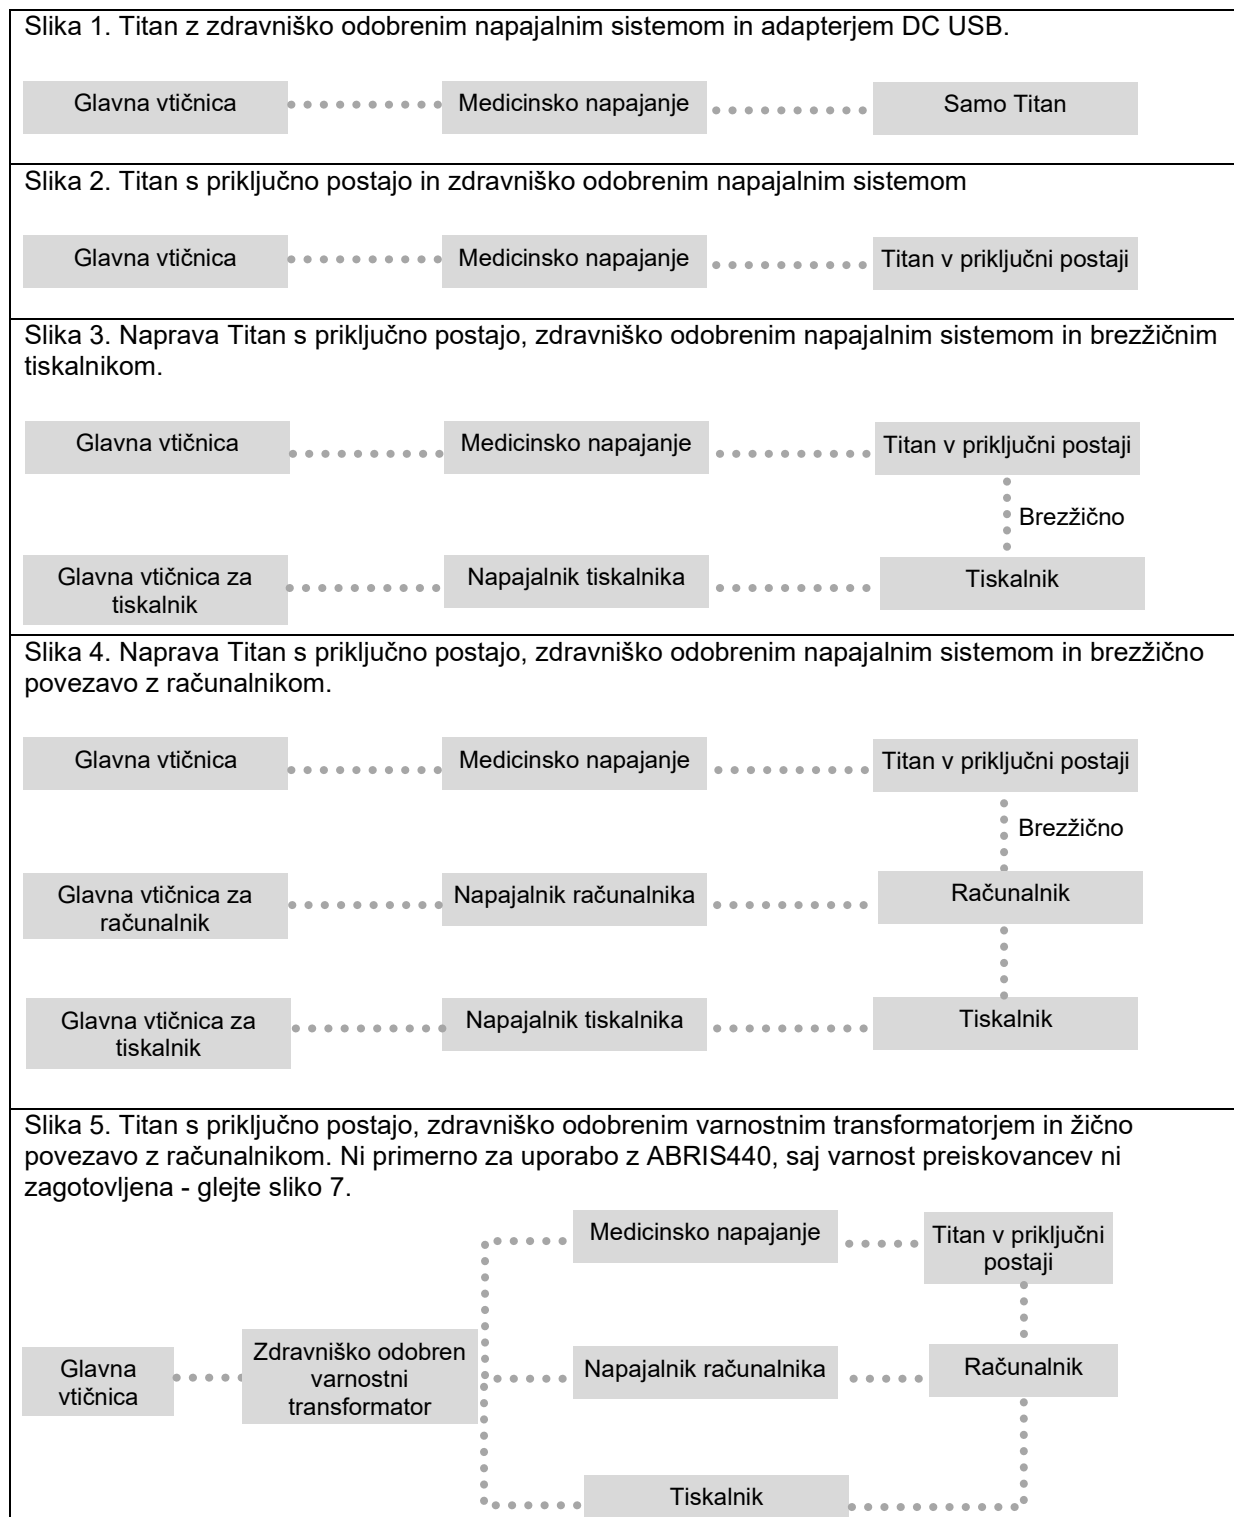 Slika 1. Titan z zdravniško odobrenim napajalnim sistemom in adapterjem DC USB.
Glavna vtičnica
Medicinsko napajanje
Samo Titan
Slika 2. Titan s priključno postajo in zdravniško odobrenim napajalnim sistemom
Glavna vtičnica
Medicinsko napajanje
Titan v priključni postaji
Slika 3. Naprava Titan s priključno postajo, zdravniško odobrenim napajalnim sistemom in brezžičnim
tiskalnikom.
Glavna vtičnica
Medicinsko napajanje
Titan v priključni postaji
Brezžično
Glavna vtičnica za
tiskalnik
Napajalnik tiskalnika
Tiskalnik
Slika 4. Naprava Titan s priključno postajo, zdravniško odobrenim napajalnim sistemom in brezžično
povezavo z računalnikom.
Glavna vtičnica
Medicinsko napajanje
Titan v priključni postaji
Brezžično
Glavna vtičnica za
računalnik
Napajalnik računalnika
Računalnik
Glavna vtičnica za
tiskalnik
Napajalnik tiskalnika
Tiskalnik
Slika 5. Titan s priključno postajo, zdravniško odobrenim varnostnim transformatorjem in žično
povezavo z računalnikom. Ni primerno za uporabo z ABRIS440, saj varnost preiskovancev ni
zagotovljena - glejte sliko 7.
Medicinsko napajanje
Titan v priključni
postaji
Glavna
vtičnica
Zdravniško odobren
varnostni
transformator
Napajalnik računalnika
Računalnik
Tiskalnik